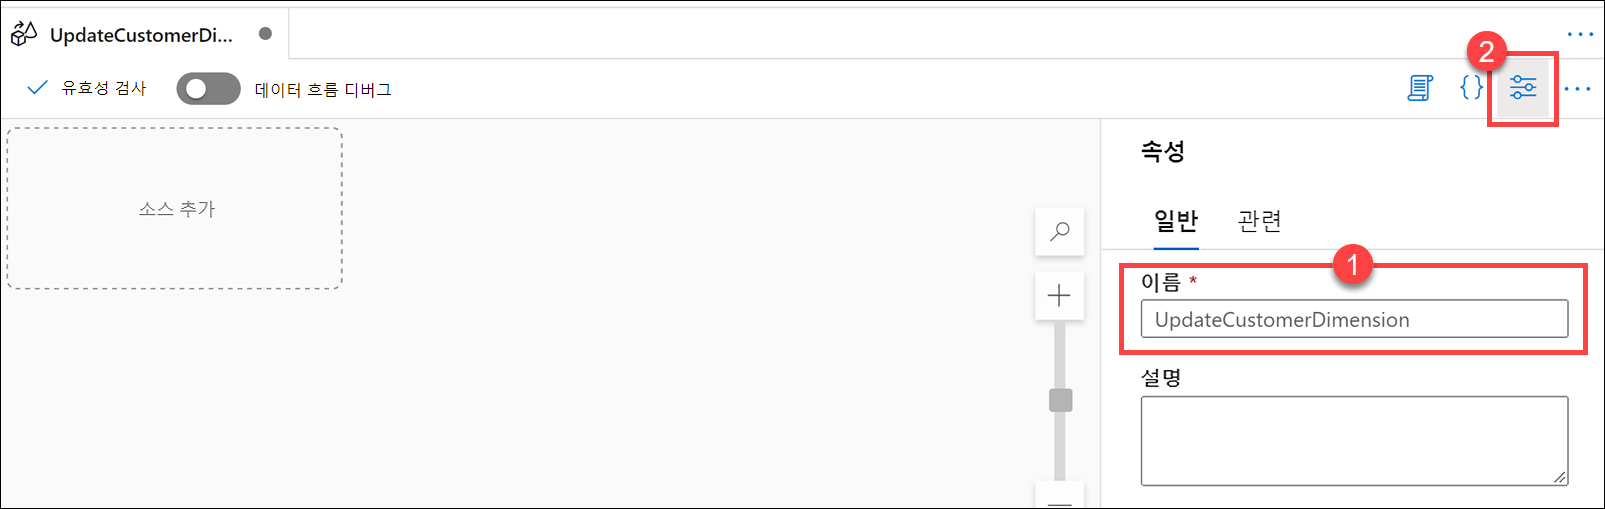 UpdateCustomerDi...
2
유효성 검사
데이터 흐름 디버그
{}
소스 추가
속성
일반 관련
1
이름 *
UpdateCustomerDimension
설명